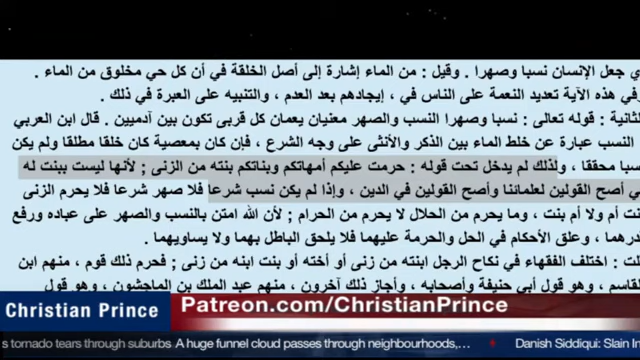 ي جعل الإنسان نسبا وصهرا . وقيل : من الماء إشارة إلى أصل الخلقة في أن كل حي مخلوق من الماء .
وفي هذه الآية تعديد النعمة على الناس في ، إيجادهم بعد العدم ، والتنبيه على العبرة في ذلك .
لثانية : قوله تعالى : نسبا وصهرا النسب والصهر معنيان يعمان كل قربى تكون بين آدميين . قال ابن العربي
النسب عبارة عن خلط الماء بين الذكر والأنثى على وجه الشرع ، فإن كان بمعصية كان خلقا مطلقا ولم يكن
سبا محققا ، ولذلك لم يدخل تحت قوله : حرمت عليكم أمهاتكم وبناتكم بنته من الزنى ; لأنها ليست ببنت له
ي أصح القولين لعلمائنا وأصح القولين في الدين ، وإذا لم يكن نسب شرعا فلا صهر شرعا فلا يحرم الزنى
نت أم ولا أم بنت ، وما يحرم من الحلال لا يحرم من الحرام ; لأن الله امتن بالنسب والصهر على عباده ورفع
درهما ، وعلق الأحكام في الحل والحرمة عليهما فلا يلحق الباطل بهما ولا يساويهما .
لت : اختلف الفقهاء في نكاح الرجل ابنته من زنى أو أخته أو بنت ابنه من زنى ; فحرم ذلك قوم ، منهم ابن
القاسم ، وهو قول أبي حنيفة وأصحابه ، وأجاز ذلك آخرون ، منهم عبد الملك بن الماجشون ، وهو قول
Christian Prince
Patreon.com/ChristianPrince
s tornado tears through suburbs A huge funnel cloud passes through neighbourhoods,... Danish Siddiqui: Slain In